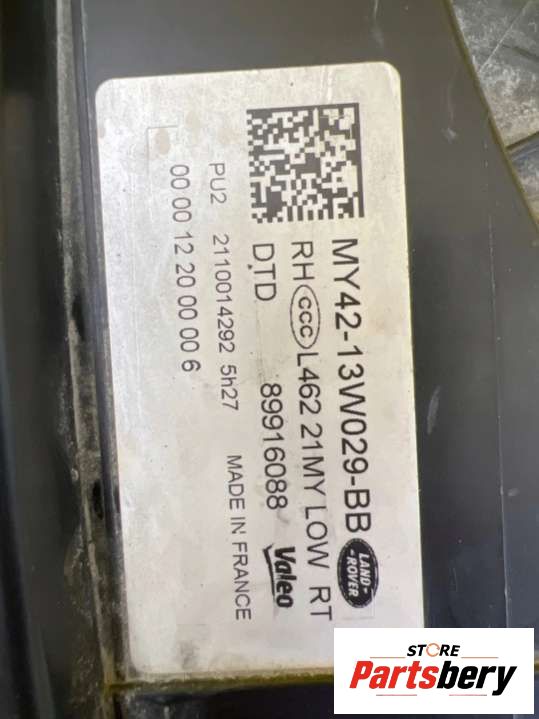 MY42-13W029-BB
LAND-
-ROVER
RH CCC L462 21MY LOW RT
DTD 89916088 Valeo
PU2 2110014292 5h27 MADE IN FRANCE
00 00 12 20 00 00 6
STORE
Partsbery